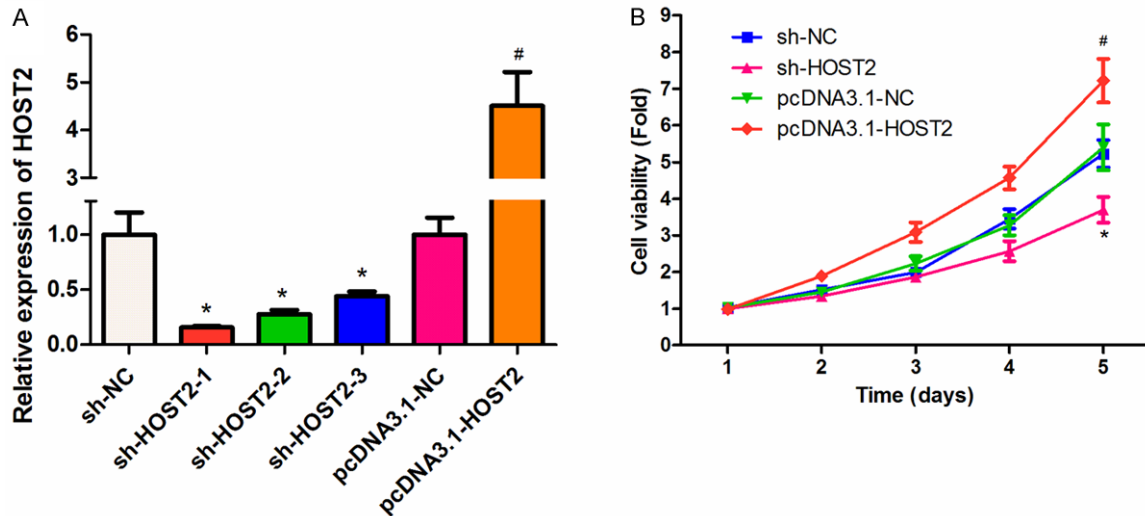 A
Relative expression of HOST2
6
5
4
3
1.0
0.5
0.0
*
*
*
#
sh-NC
sh-HOST2-1
sh-HOST2-2
sh-HOST2-3
pcDNA3.1-NC
pcDNA3.1-HOST2
B
Cell viability (Fold)
9
8
7
6
5
4
3
2
1
0
sh-NC
sh-HOST2
pcDNA3.1-NC
pcDNA3.1-HOST2
#
*
1 2 3 4 5
Time (days)